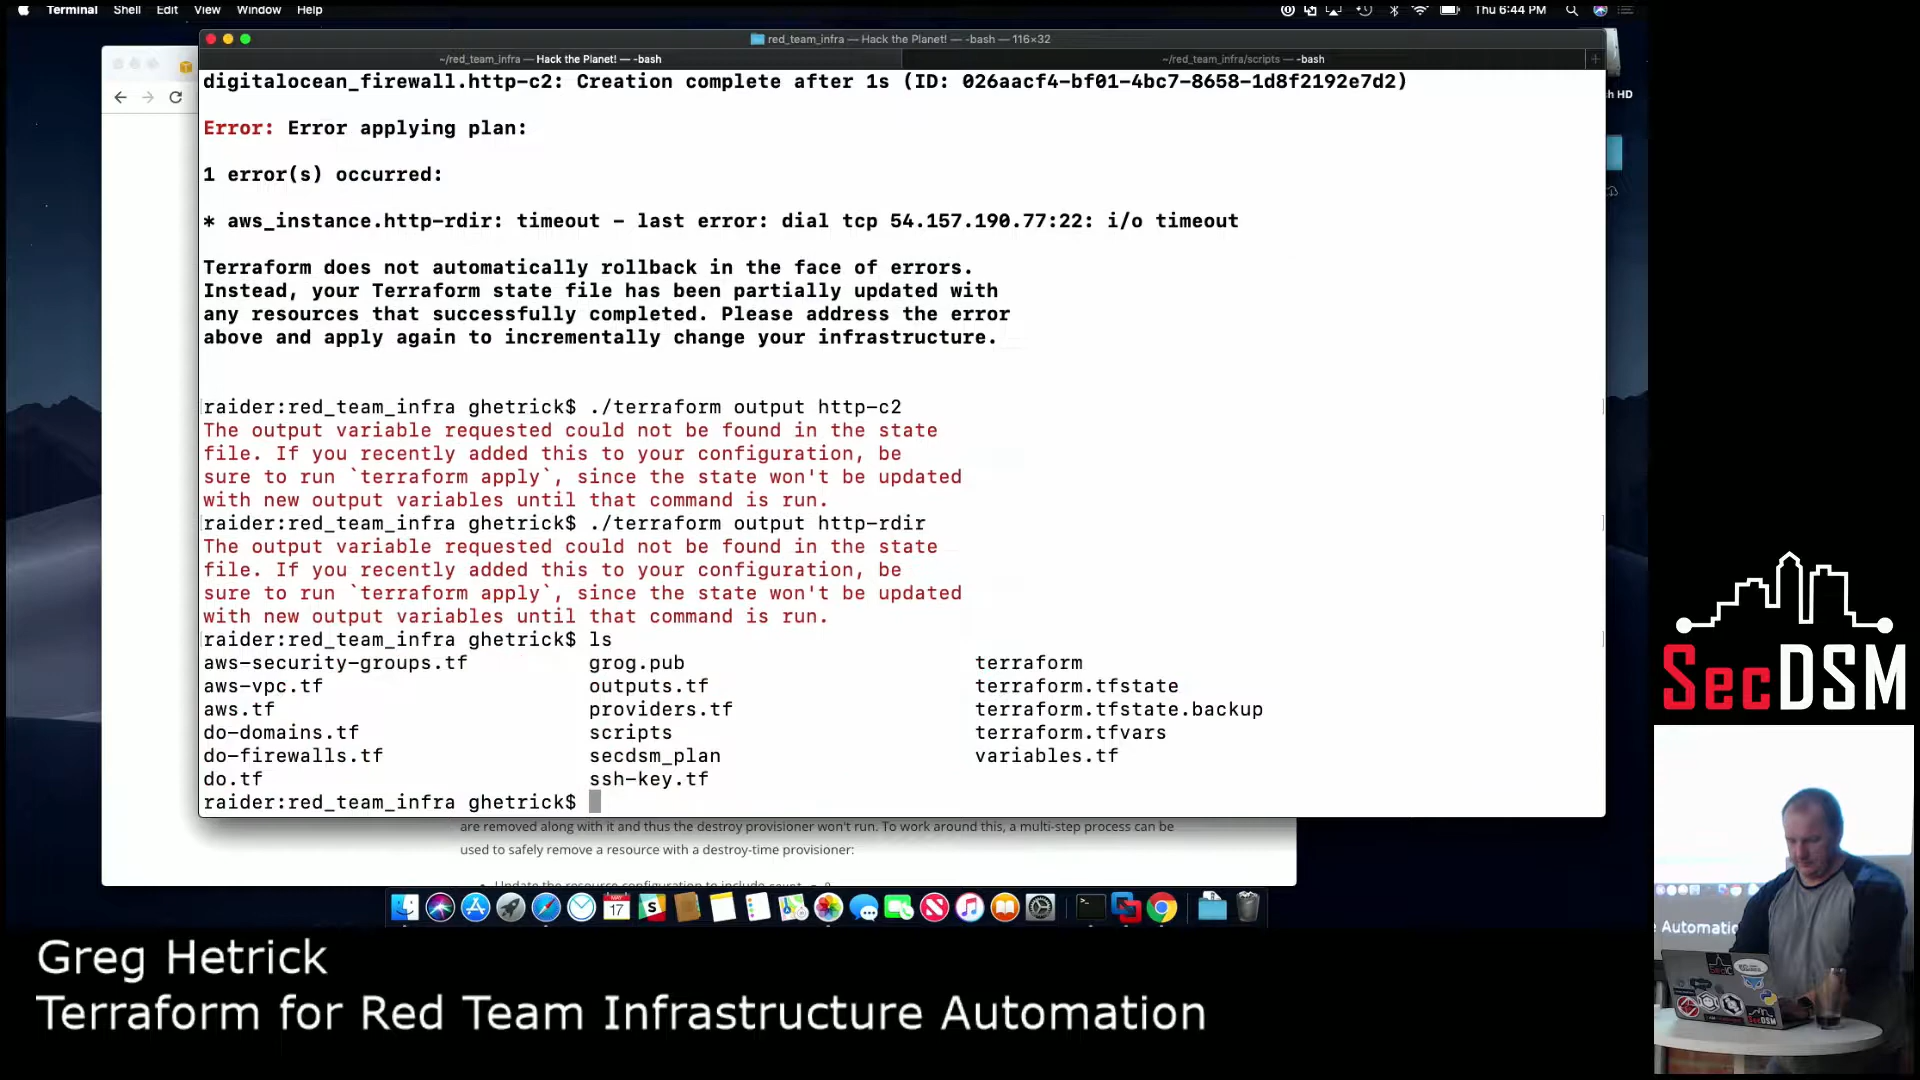 Terminal Shell Edit View Window Help
Thu 6:44 PM
red_team_infra — Hack the Planet! — -bash — 116×32
~/red_team_infra — Hack the Planet! — -bash
~/red_team_infra/scripts — -bash
digitalocean_firewall.http-c2: Creation complete after 1s (ID: 026aacf4-bf01-4bc7-8658-1d8f2192e7d2)
Error: Error applying plan:
1 error(s) occurred:
* aws_instance.http-rdir: timeout - last error: dial tcp 54.157.190.77:22: i/o timeout
Terraform does not automatically rollback in the face of errors.
Instead, your Terraform state file has been partially updated with
any resources that successfully completed. Please address the error
above and apply again to incrementally change your infrastructure.
raider:red_team_infra ghetrick$ ./terraform output http-c2
The output variable requested could not be found in the state
file. If you recently added this to your configuration, be
sure to run `terraform apply`, since the state won't be updated
with new output variables until that command is run.
raider:red_team_infra ghetrick$ ./terraform output http-rdir
The output variable requested could not be found in the state
file. If you recently added this to your configuration, be
sure to run `terraform apply`, since the state won't be updated
with new output variables until that command is run.
raider:red_team_infra ghetrick$ ls
aws-security-groups.tf grog.pub terraform
aws-vpc.tf outputs.tf terraform.tfstate
aws.tf providers.tf terraform.tfstate.backup
do-domains.tf scripts terraform.tfvars
do-firewalls.tf secdsm_plan variables.tf
do.tf ssh-key.tf
raider:red_team_infra ghetrick$
are removed along with it and thus the destroy provisioner won't run. To work around this, a multi-step process can be
used to safely remove a resource with a destroy-time provisioner:
Update the resource configuration to include
HD
MAY
17
SecDSM
e Automatio
SecDSM
Greg Hetrick
Terraform for Red Team Infrastructure Automation